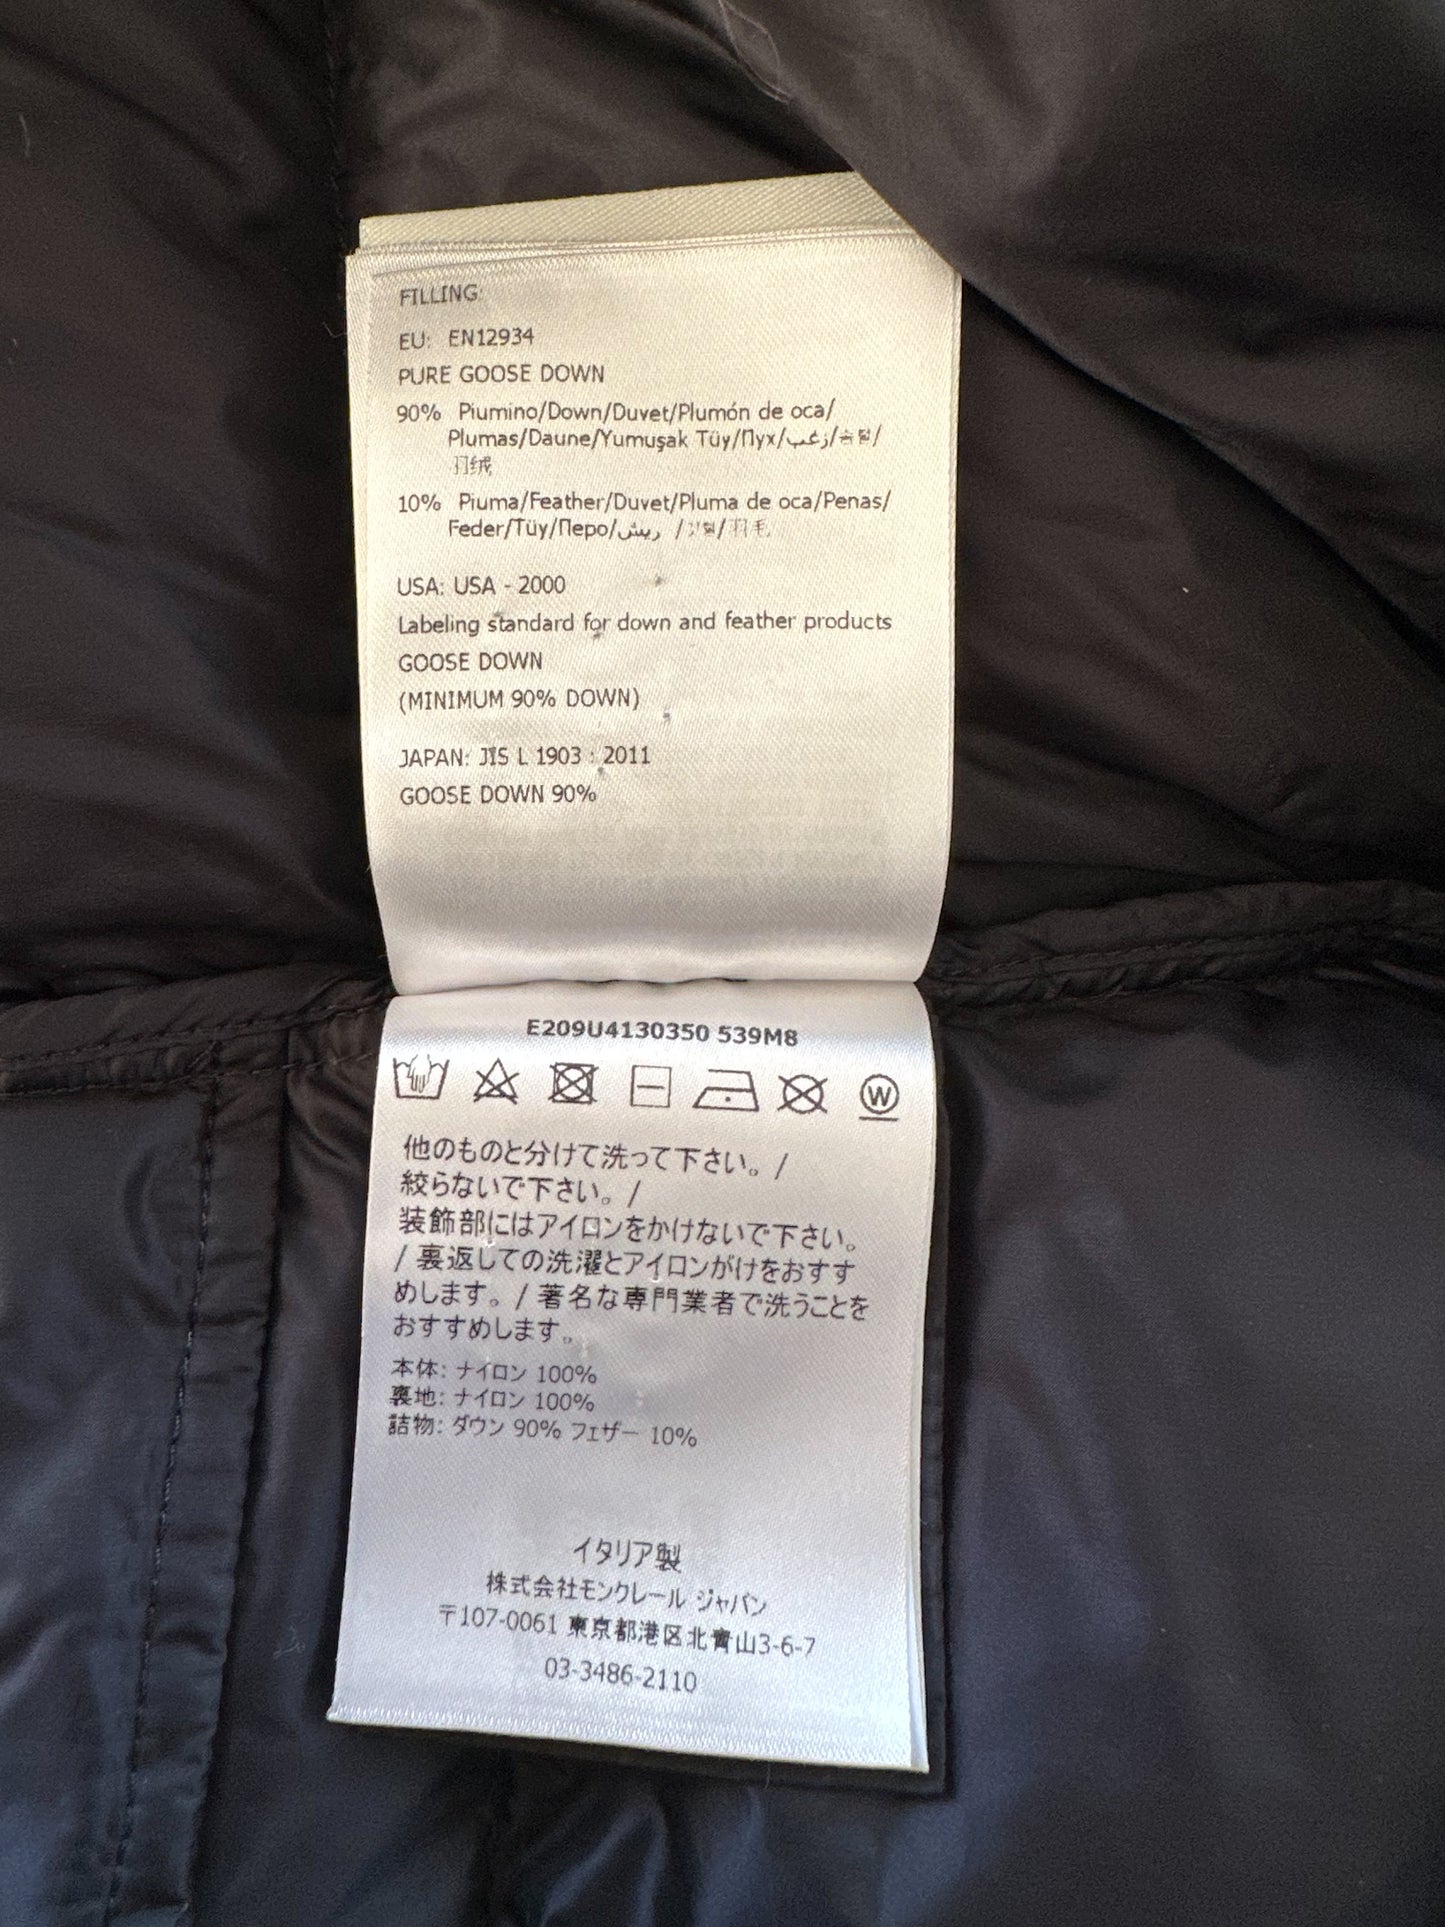 FILLING:
EU: EN12934
PURE GOOSE DOWN
90% Piumino/Down/Duvet/Plumón de oca/
Plumas/Daune/Yumuşak Tüy/Пух/زغب/솜털/
羽绒
10% Piuma/Feather/Duvet/Pluma de oca/Penas/
Feder/Tüy/Перо/ريش /깃털/羽毛
USA: USA - 2000
Labeling standard for down and feather products
GOOSE DOWN
(MINIMUM 90% DOWN)
JAPAN: JIS L 1903 : 2011
GOOSE DOWN 90%
E209U4130350 539M8
W
他のものと分けて洗って下さい。/
絞らないで下さい。/
装飾部にはアイロンをかけないで下さい。
/ 裏返しての洗濯とアイロンがけをおすす
めします。/ 著名な専門業者で洗うことを
おすすめします。
本体: ナイロン 100%
裏地: ナイロン 100%
詰物: ダウン 90% フェザー 10%
イタリア製
株式会社モンクレール ジャパン
〒107-0061 東京都港区北青山3-6-7
03-3486-2110